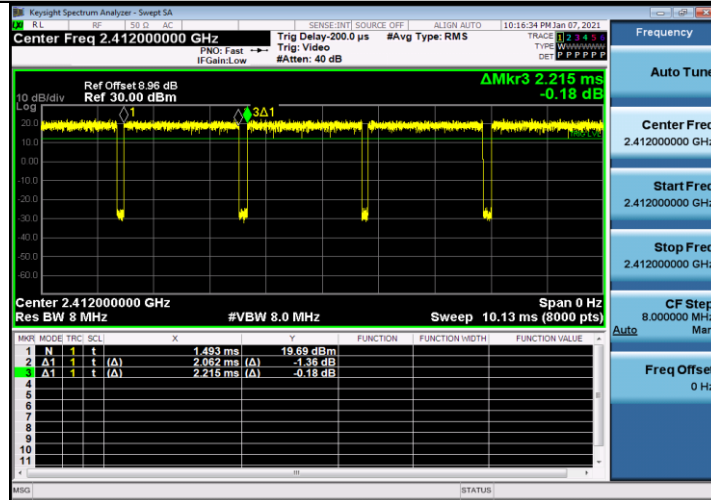 Keysight Spectrum Analyzer - Swept SA
RL RF 50 Ω AC SENSE:INT SOURCE OFF ALIGN AUTO 10:16:34 PM Jan 07, 2021
Center Freq 2.412000000 GHz
PNO: Fast
IFGain:Low
Trig Delay-200.0 µs
Trig: Video
#Atten: 40 dB
#Avg Type: RMS
TRACE 1 2 3 4 5 6
TYPE WWWWWW
DET P P P P P P
ΔMkr3 2.215 ms
-0.18 dB
Ref Offset 8.96 dB
10 dB/div Ref 30.00 dBm
Log
1
3Δ1
20.0
10.0
0.00
-10.0
-20.0
-30.0
-40.0
-50.0
-60.0
Center 2.412000000 GHz Span 0 Hz
Res BW 8 MHz #VBW 8.0 MHz Sweep 10.13 ms (8000 pts)
MKR MODE TRC SCL X Y FUNCTION FUNCTION WIDTH FUNCTION VALUE
1 N 1 t 1.493 ms 19.69 dBm
2 Δ1 1 t (Δ) 2.062 ms (Δ) -1.36 dB
3 Δ1 1 t (Δ) 2.215 ms (Δ) -0.18 dB
4
5
6
7
8
9
10
11
MSG STATUS
Frequency
Auto Tune
Center Freq
2.412000000 GHz
Start Freq
2.412000000 GHz
Stop Freq
2.412000000 GHz
CF Step
8.000000 MHz
Auto Man
Freq Offset
0 Hz